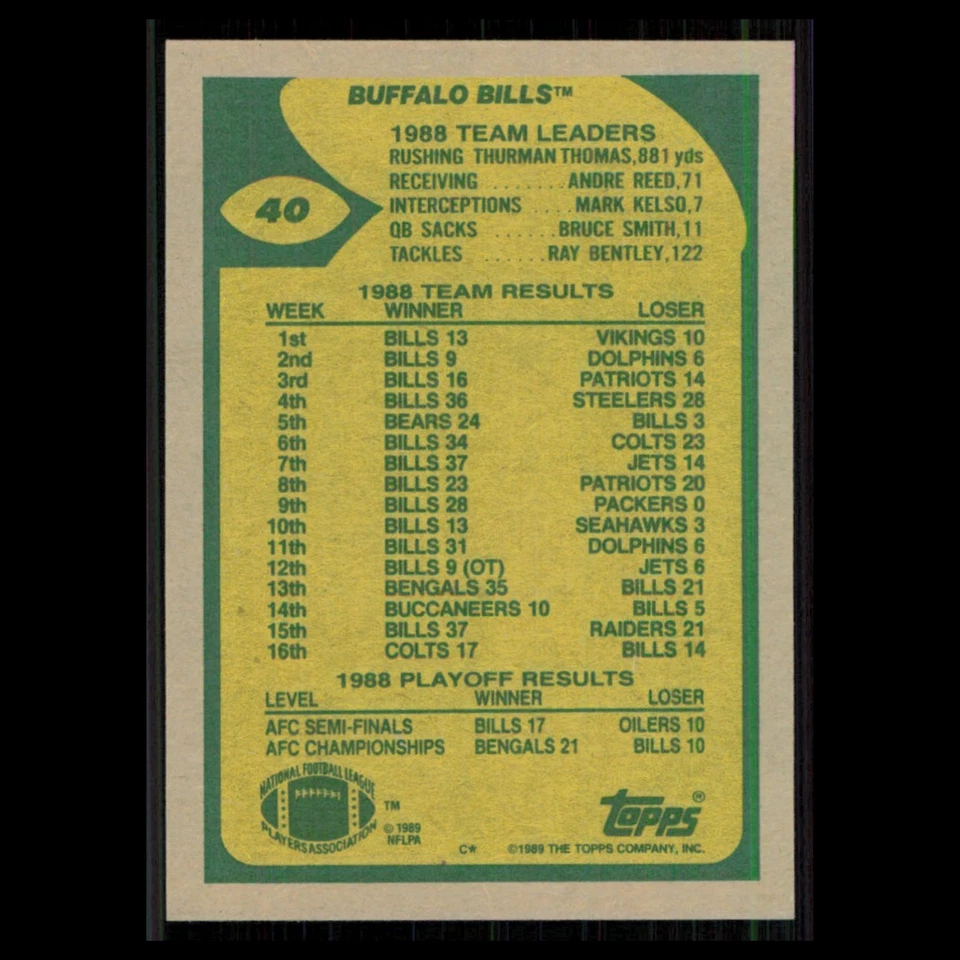 BUFFALO BILLS™
1988 TEAM LEADERS
RUSHING THURMAN THOMAS,881 yds
RECEIVING .......ANDRE REED,71
40
INTERCEPTIONS ....MARK KELSO,7
QB SACKS ......BRUCE SMITH,11
TACKLES ......RAY BENTLEY,122
1988 TEAM RESULTS
WEEK WINNER LOSER
1st BILLS 13 VIKINGS 10
2nd BILLS 9 DOLPHINS 6
3rd BILLS 16 PATRIOTS 14
4th BILLS 36 STEELERS 28
5th BEARS 24 BILLS 3
6th BILLS 34 COLTS 23
7th BILLS 37 JETS 14
8th BILLS 23 PATRIOTS 20
9th BILLS 28 PACKERS 0
10th BILLS 13 SEAHAWKS 3
11th BILLS 31 DOLPHINS 6
12th BILLS 9 (OT) JETS 6
13th BENGALS 35 BILLS 21
14th BUCCANEERS 10 BILLS 5
15th BILLS 37 RAIDERS 21
16th COLTS 17 BILLS 14
1988 PLAYOFF RESULTS
LEVEL WINNER LOSER
AFC SEMI-FINALS BILLS 17 OILERS 10
AFC CHAMPIONSHIPS BENGALS 21 BILLS 10
NATIONAL FOOTBALL LEAGUE
PLAYERS ASSOCIATION
™
© 1989
NFLPA
topps®
C* ©1989 THE TOPPS COMPANY, INC.